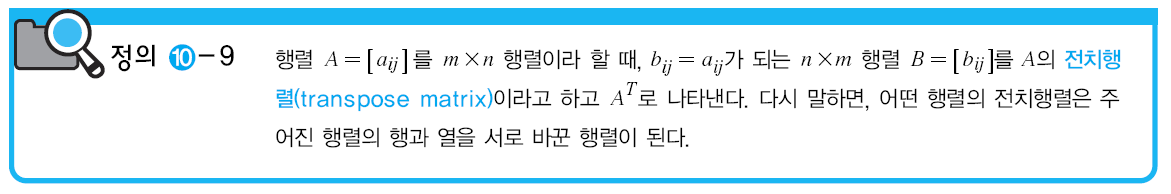 정의 10-9 행렬 A=[aij]를 m×n 행렬이라 할 때, bij=aij가 되는 n×m 행렬 B=[bij]를 A의 전치행
렬(transpose matrix)이라고 하고 A^T로 나타낸다. 다시 말하면, 어떤 행렬의 전치행렬은 주
어진 행렬의 행과 열을 서로 바꾼 행렬이 된다.